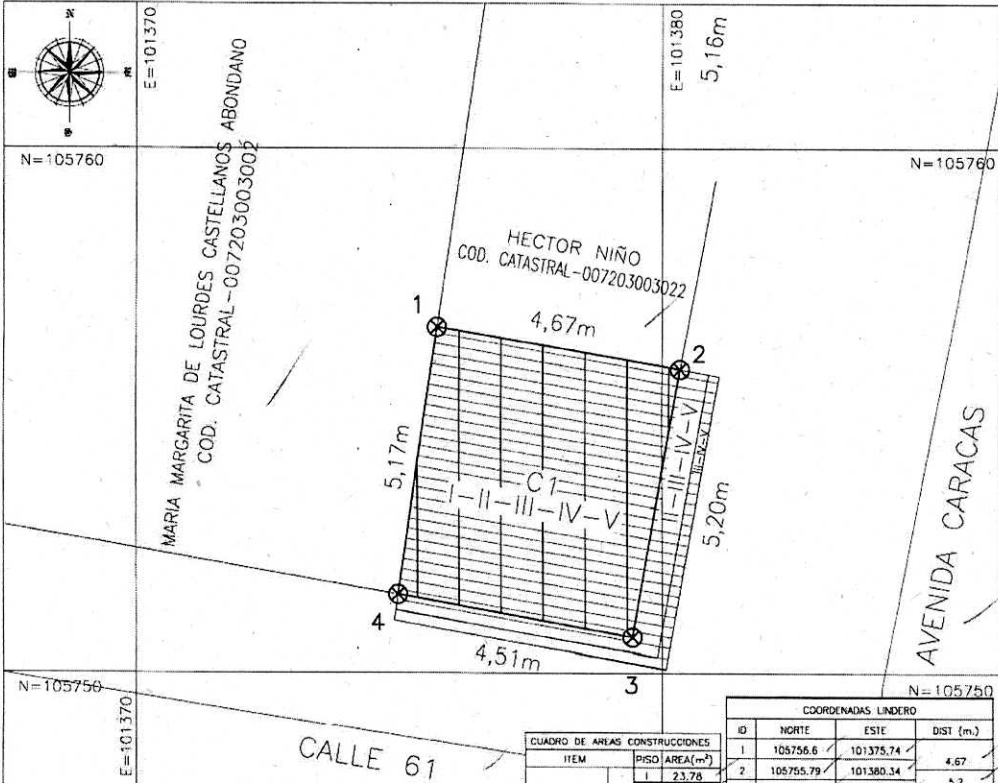 N
E=101370
E=101380
5,16m
N=105760
N=105760
MARIA MARGARITA DE LOURDES CASTELLANOS ABONDANO
COD. CATASTRAL-007203003002
HECTOR NIÑO
COD. CATASTRAL-007203003022
1
4,67m
2
5,17m
C1
I-II-III-IV-V
II-III-IV-V
III-IV-V
5,20m
AVENIDA CARACAS
4
4,51m
3
N=105750
N=105750
E=101370
CALLE 61
CUADRO DE AREAS CONSTRUCCIONES
ITEM PISO AREA(m²)
I 23.78
COORDENADAS LINDERO
ID NORTE ESTE DIST (m.)
1 105756.6 101375.74
4.67
2 105755.79 101380.34